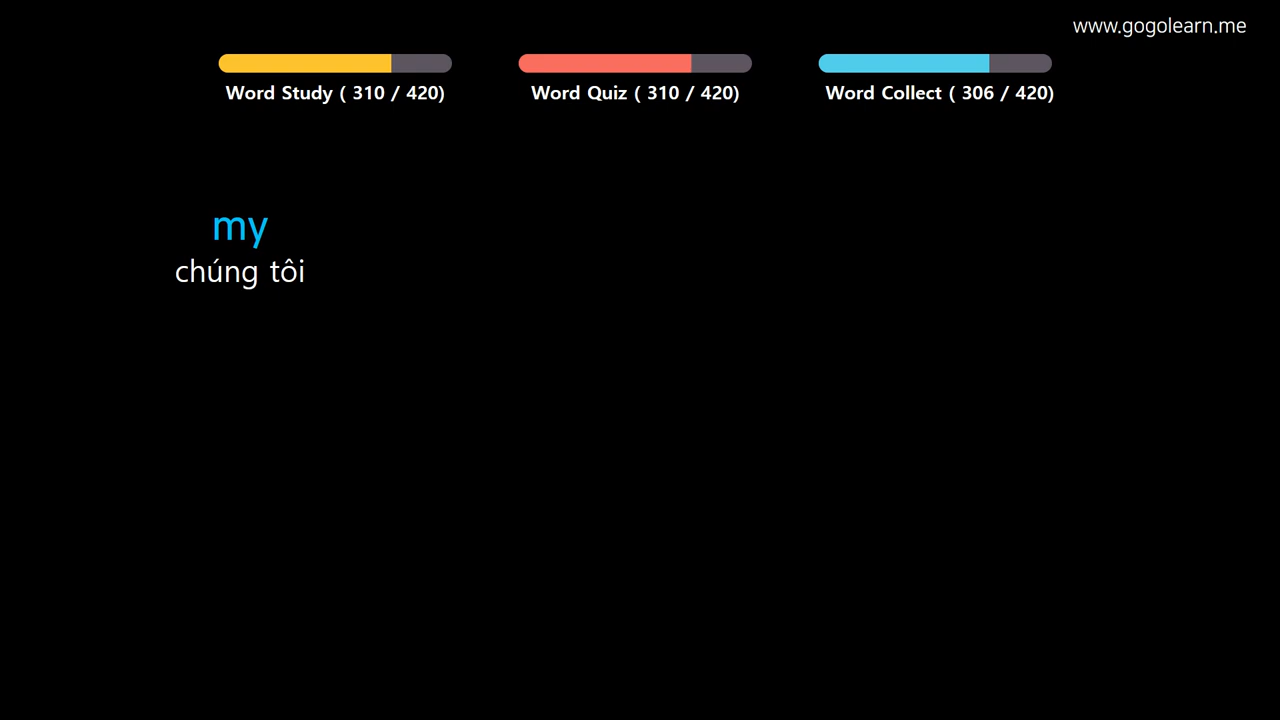 www.gogolearn.me
Word Study ( 310 / 420)
Word Quiz ( 310 / 420)
Word Collect ( 306 / 420)
my
chúng tôi